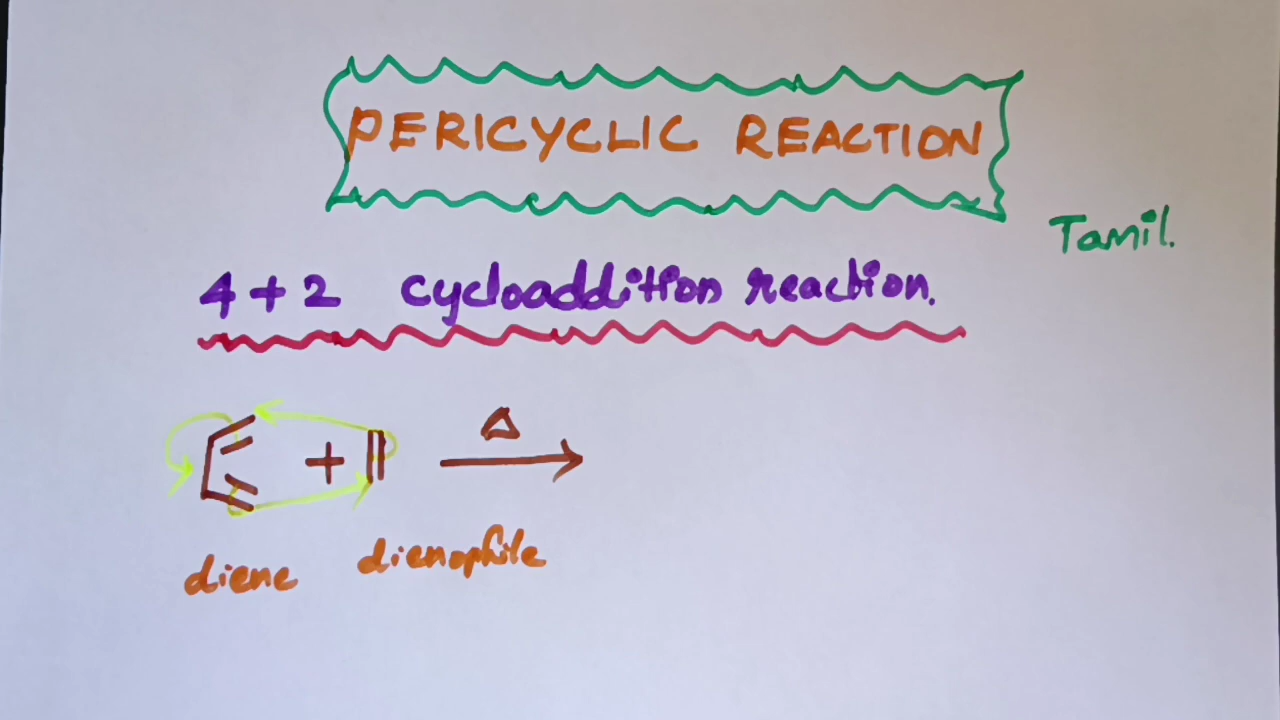 PERICYCLIC REACTION
Tamil.
4+2 cycloaddition reaction.
+ Δ
diene dienophile